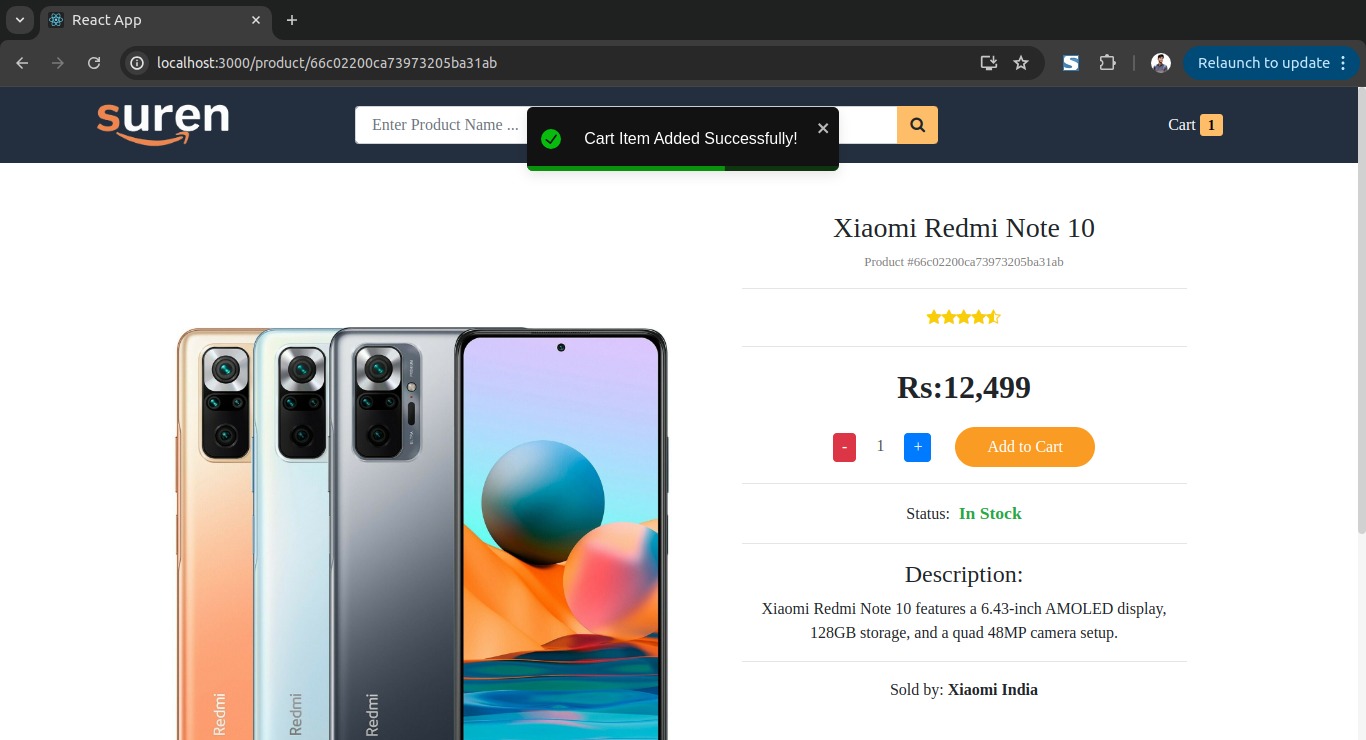 React App
localhost:3000/product/66c02200ca73973205ba31ab
Relaunch to update
suren
Enter Product Name ...
Cart Item Added Successfully!
Cart 1
Xiaomi Redmi Note 10
Product #66c02200ca73973205ba31ab
Rs:12,499
- 1 + Add to Cart
Status: In Stock
Description:
Xiaomi Redmi Note 10 features a 6.43-inch AMOLED display,
128GB storage, and a quad 48MP camera setup.
Sold by: Xiaomi India
Redmi
Redmi
Redmi